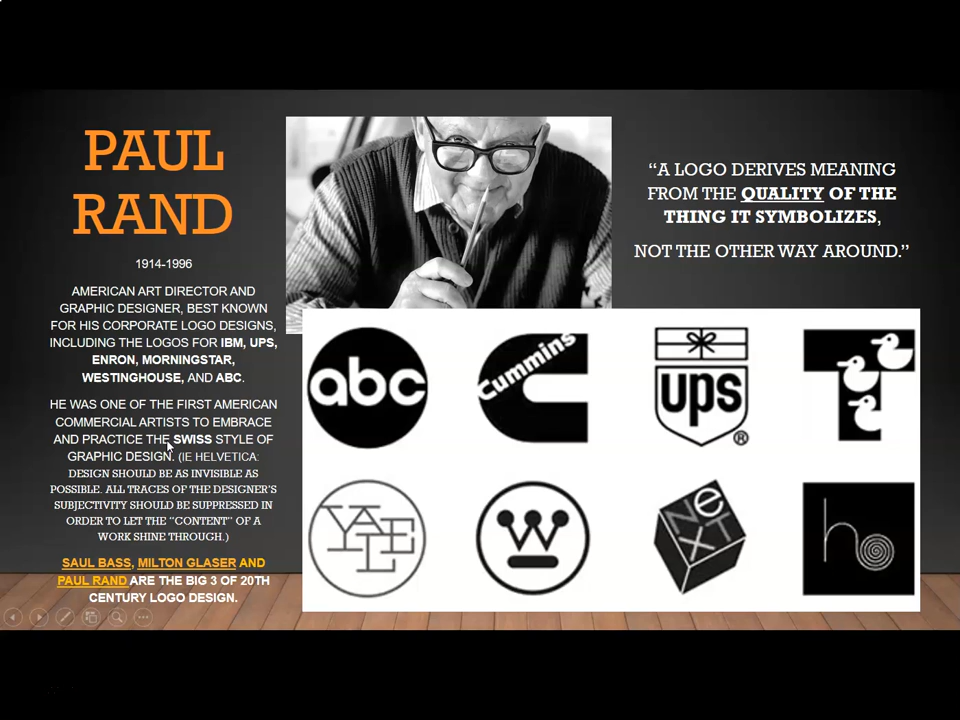 PAUL
RAND
1914-1996
AMERICAN ART DIRECTOR AND
GRAPHIC DESIGNER, BEST KNOWN
FOR HIS CORPORATE LOGO DESIGNS,
INCLUDING THE LOGOS FOR IBM, UPS,
ENRON, MORNINGSTAR,
WESTINGHOUSE, AND ABC.
HE WAS ONE OF THE FIRST AMERICAN
COMMERCIAL ARTISTS TO EMBRACE
AND PRACTICE THE SWISS STYLE OF
GRAPHIC DESIGN. (IE HELVETICA:
DESIGN SHOULD BE AS INVISIBLE AS
POSSIBLE. ALL TRACES OF THE DESIGNER'S
SUBJECTIVITY SHOULD BE SUPPRESSED IN
ORDER TO LET THE “CONTENT” OF A
WORK SHINE THROUGH.)
SAUL BASS, MILTON GLASER AND
PAUL RAND ARE THE BIG 3 OF 20TH
CENTURY LOGO DESIGN.
“A LOGO DERIVES MEANING
FROM THE QUALITY OF THE
THING IT SYMBOLIZES,
NOT THE OTHER WAY AROUND.”
abc
Cummins
ups
®
T
YALE
W
NeXT
h